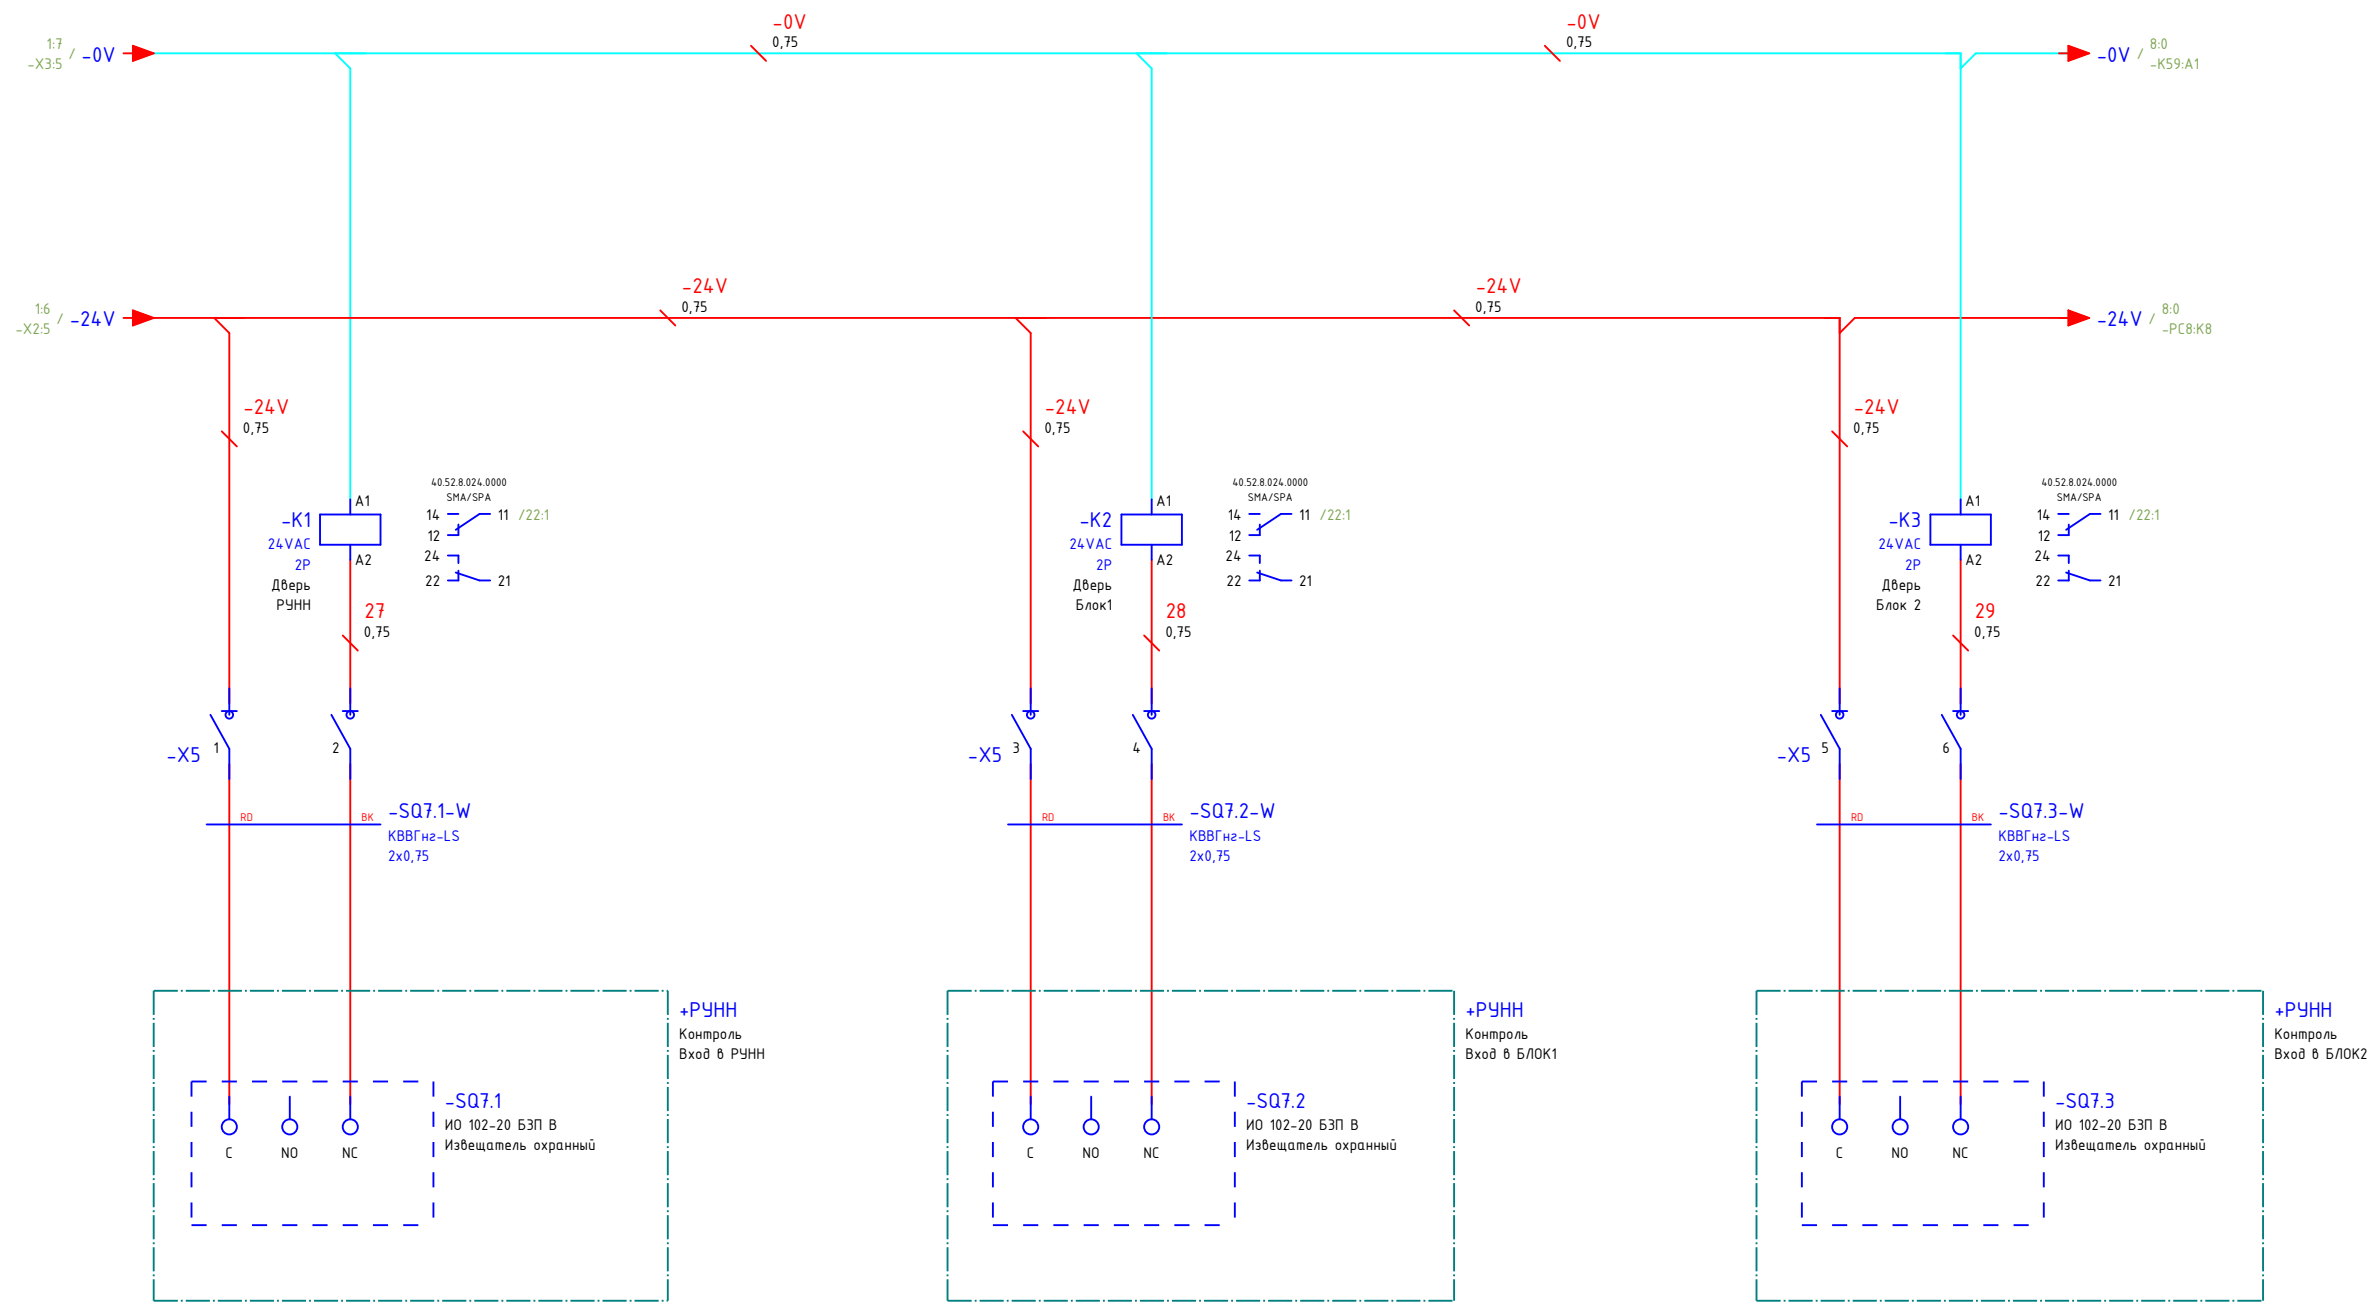 -0V
0,75
-0V
0,75
1:7
-X3:5
/
-0V
-0V
/
8:0
-K59:A1
-24V
0,75
-24V
0,75
1:6
-X2:5
/
-24V
-24V
/
8:0
-PC8:K8
-24V
0,75
-24V
0,75
-24V
0,75
-K1
24VAC
2P
Дверь
РУНН
A1
A2
40.52.8.024.0000
SMA/SPA
14
11
/22:1
12
24
22
21
27
0,75
-K2
24VAC
2P
Дверь
Блок1
A1
A2
40.52.8.024.0000
SMA/SPA
14
11
/22:1
12
24
22
21
28
0,75
-K3
24VAC
2P
Дверь
Блок 2
A1
A2
40.52.8.024.0000
SMA/SPA
14
11
/22:1
12
24
22
21
29
0,75
-X5
1
2
-X5
3
4
-X5
5
6
RD
BK
-SQ7.1-W
КВВГнг-LS
2x0,75
RD
BK
-SQ7.2-W
КВВГнг-LS
2x0,75
RD
BK
-SQ7.3-W
КВВГнг-LS
2x0,75
+РУНН
Контроль
Вход в РУНН
+РУНН
Контроль
Вход в БЛОК1
+РУНН
Контроль
Вход в БЛОК2
C
NO
NC
-SQ7.1
ИО 102-20 БЗП В
Извещатель охранный
C
NO
NC
-SQ7.2
ИО 102-20 БЗП В
Извещатель охранный
C
NO
NC
-SQ7.3
ИО 102-20 БЗП В
Извещатель охранный